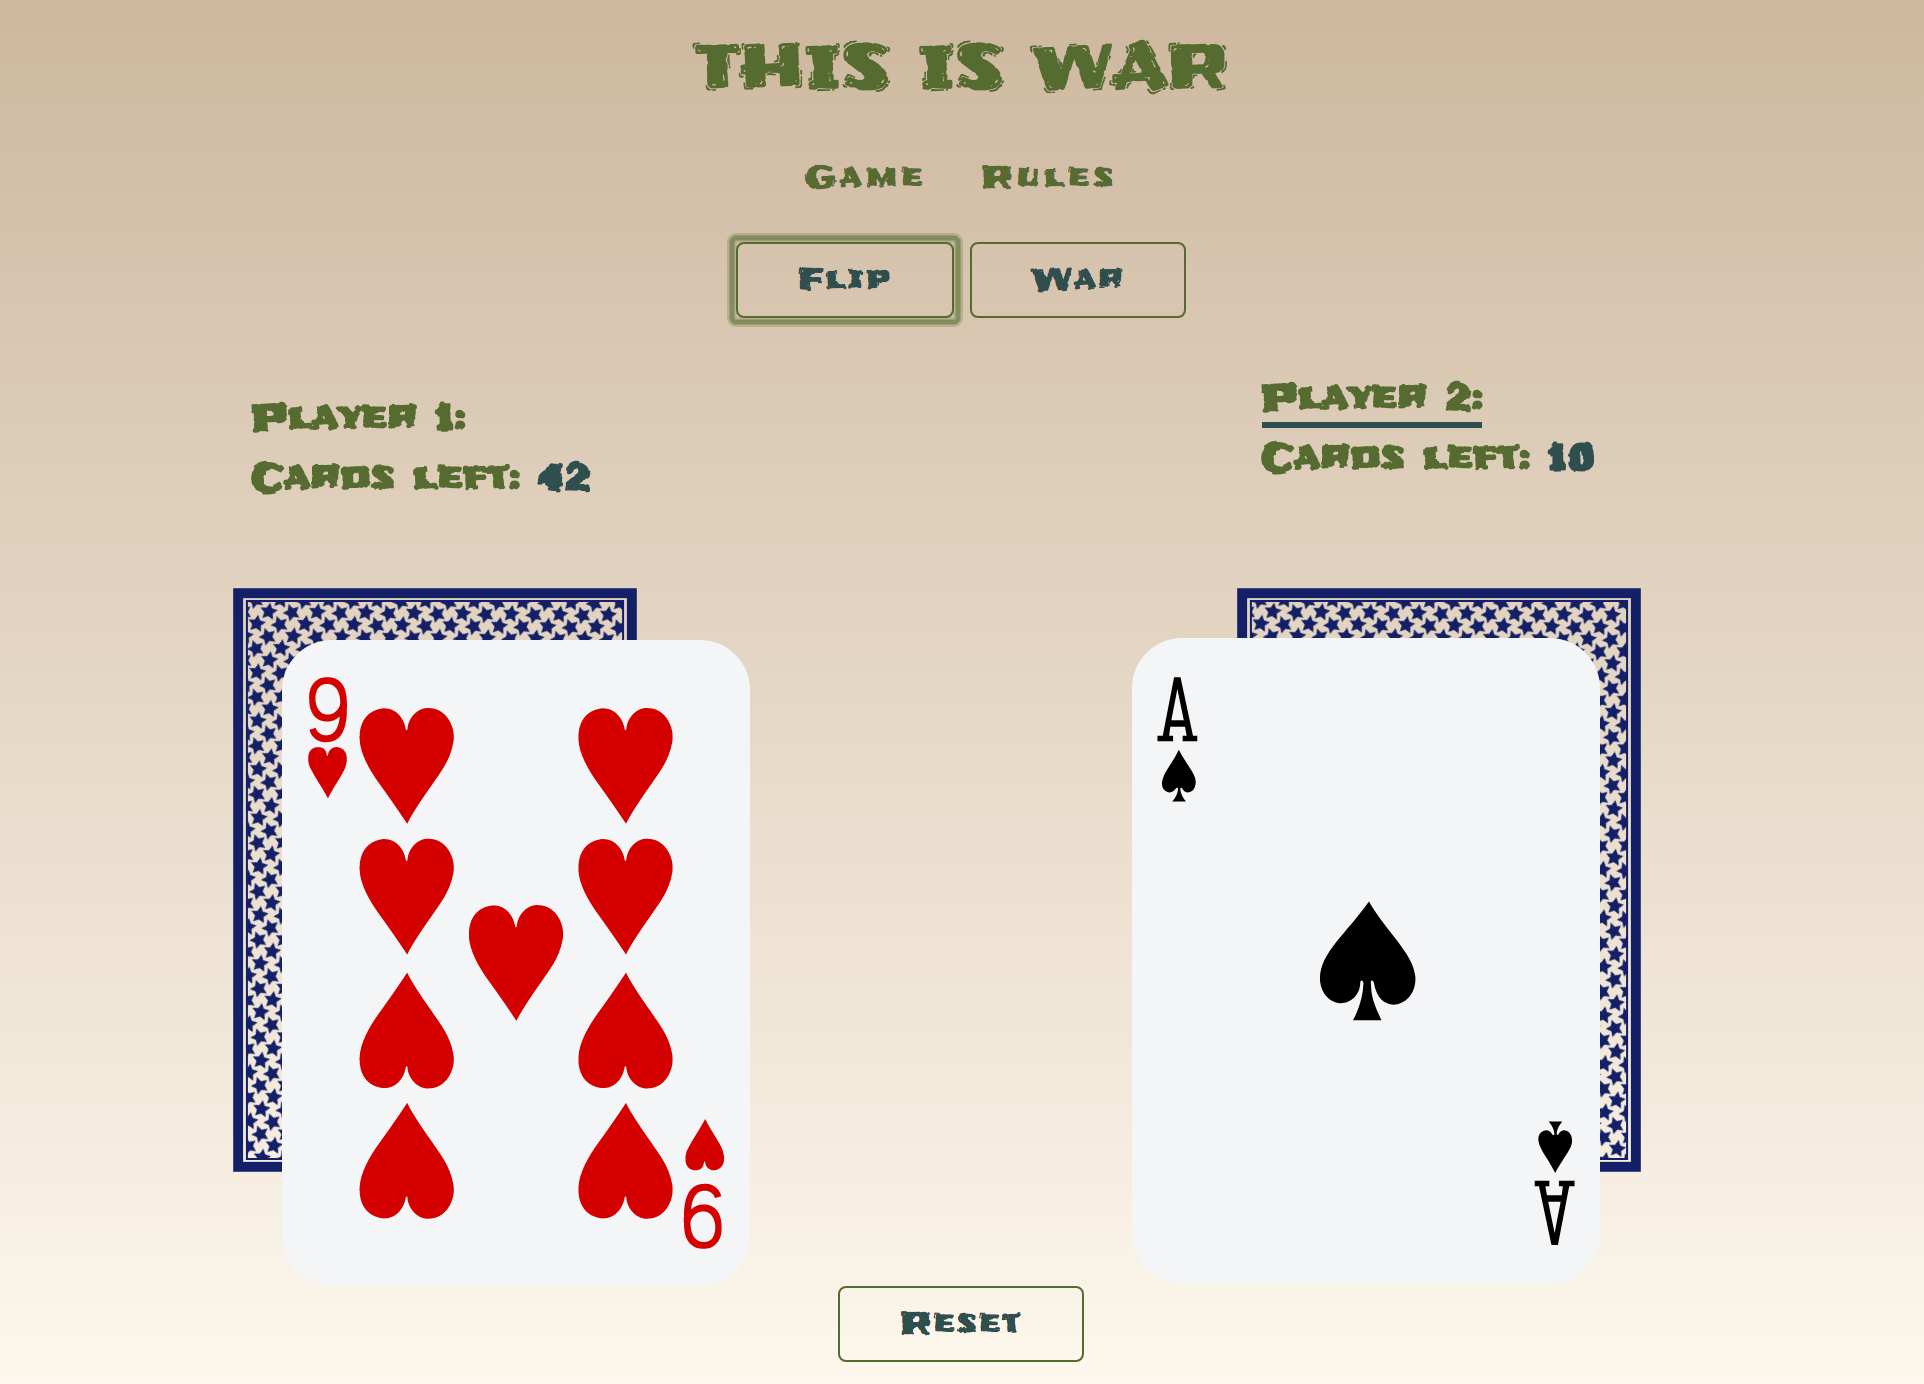 THIS IS WAR
GAME RULES
FLIP WAR
PLAYER 1:
CARDS LEFT: 42
PLAYER 2:
CARDS LEFT: 10
9
9
A
A
RESET